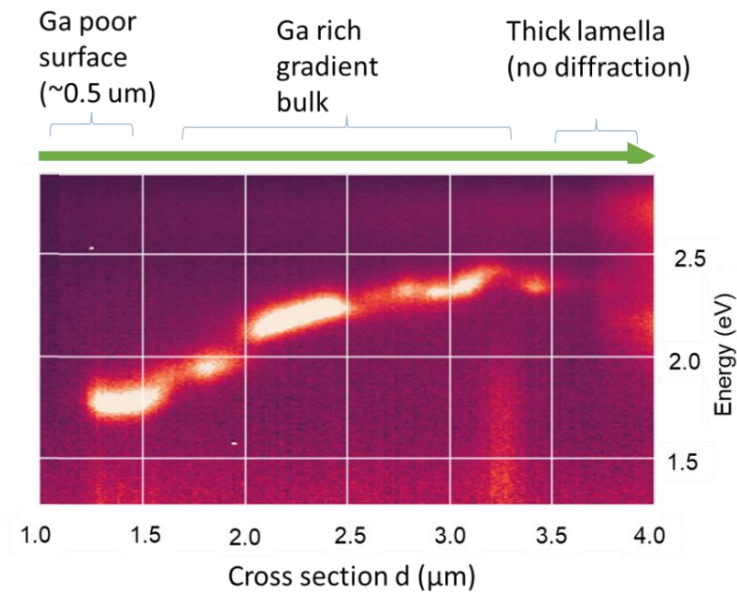 Ga poor
surface
(~0.5 um)
Ga rich
gradient
bulk
Thick lamella
(no diffraction)
2.5
2.0
1.5
Energy (eV)
1.0 1.5 2.0 2.5 3.0 3.5 4.0
Cross section d (μm)